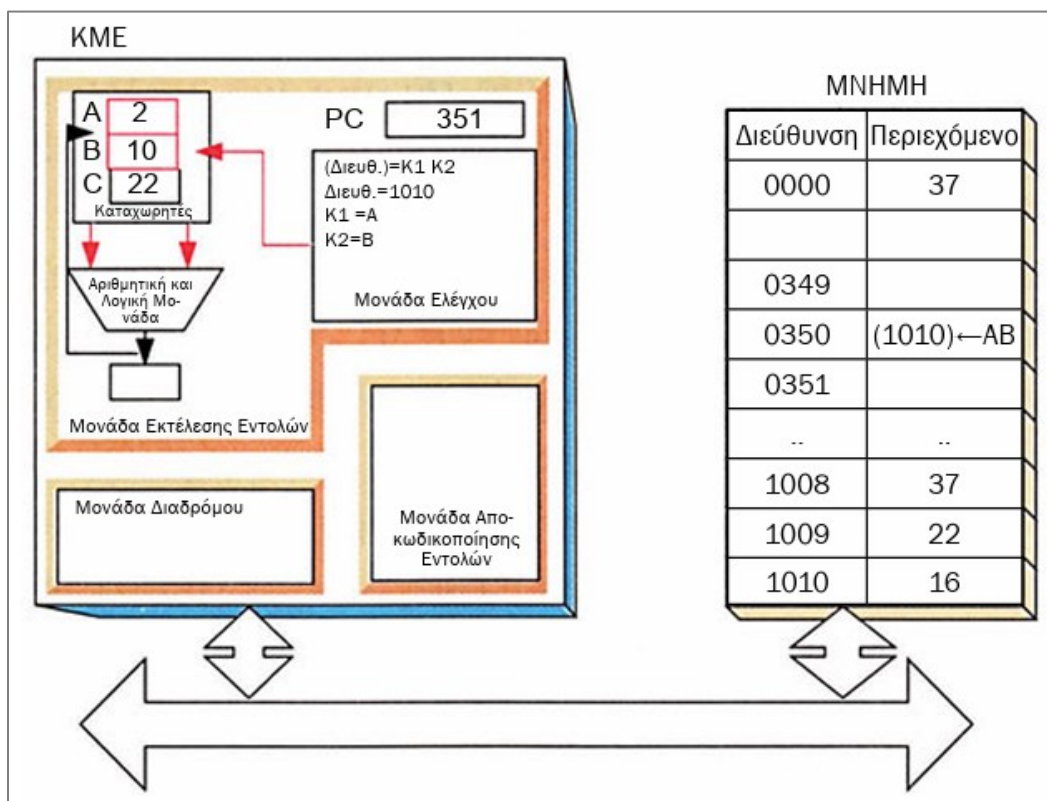 ΚΜΕ
A 2
B 10
C 22
Καταχωρητές
PC 351
(Διευθ.)=Κ1 Κ2
Διευθ.=1010
Κ1 =Α
Κ2=Β
Μονάδα Ελέγχου
Αριθμητική και
Λογική Μο-
νάδα
Μονάδα Εκτέλεσης Εντολών
Μονάδα Διαδρόμου
Μονάδα Απο-
κωδικοποίησης
Εντολών
ΜΝΗΜΗ
Διεύθυνση Περιεχόμενο
0000 37
0349
0350 (1010)←ΑΒ
0351
.. ..
1008 37
1009 22
1010 16